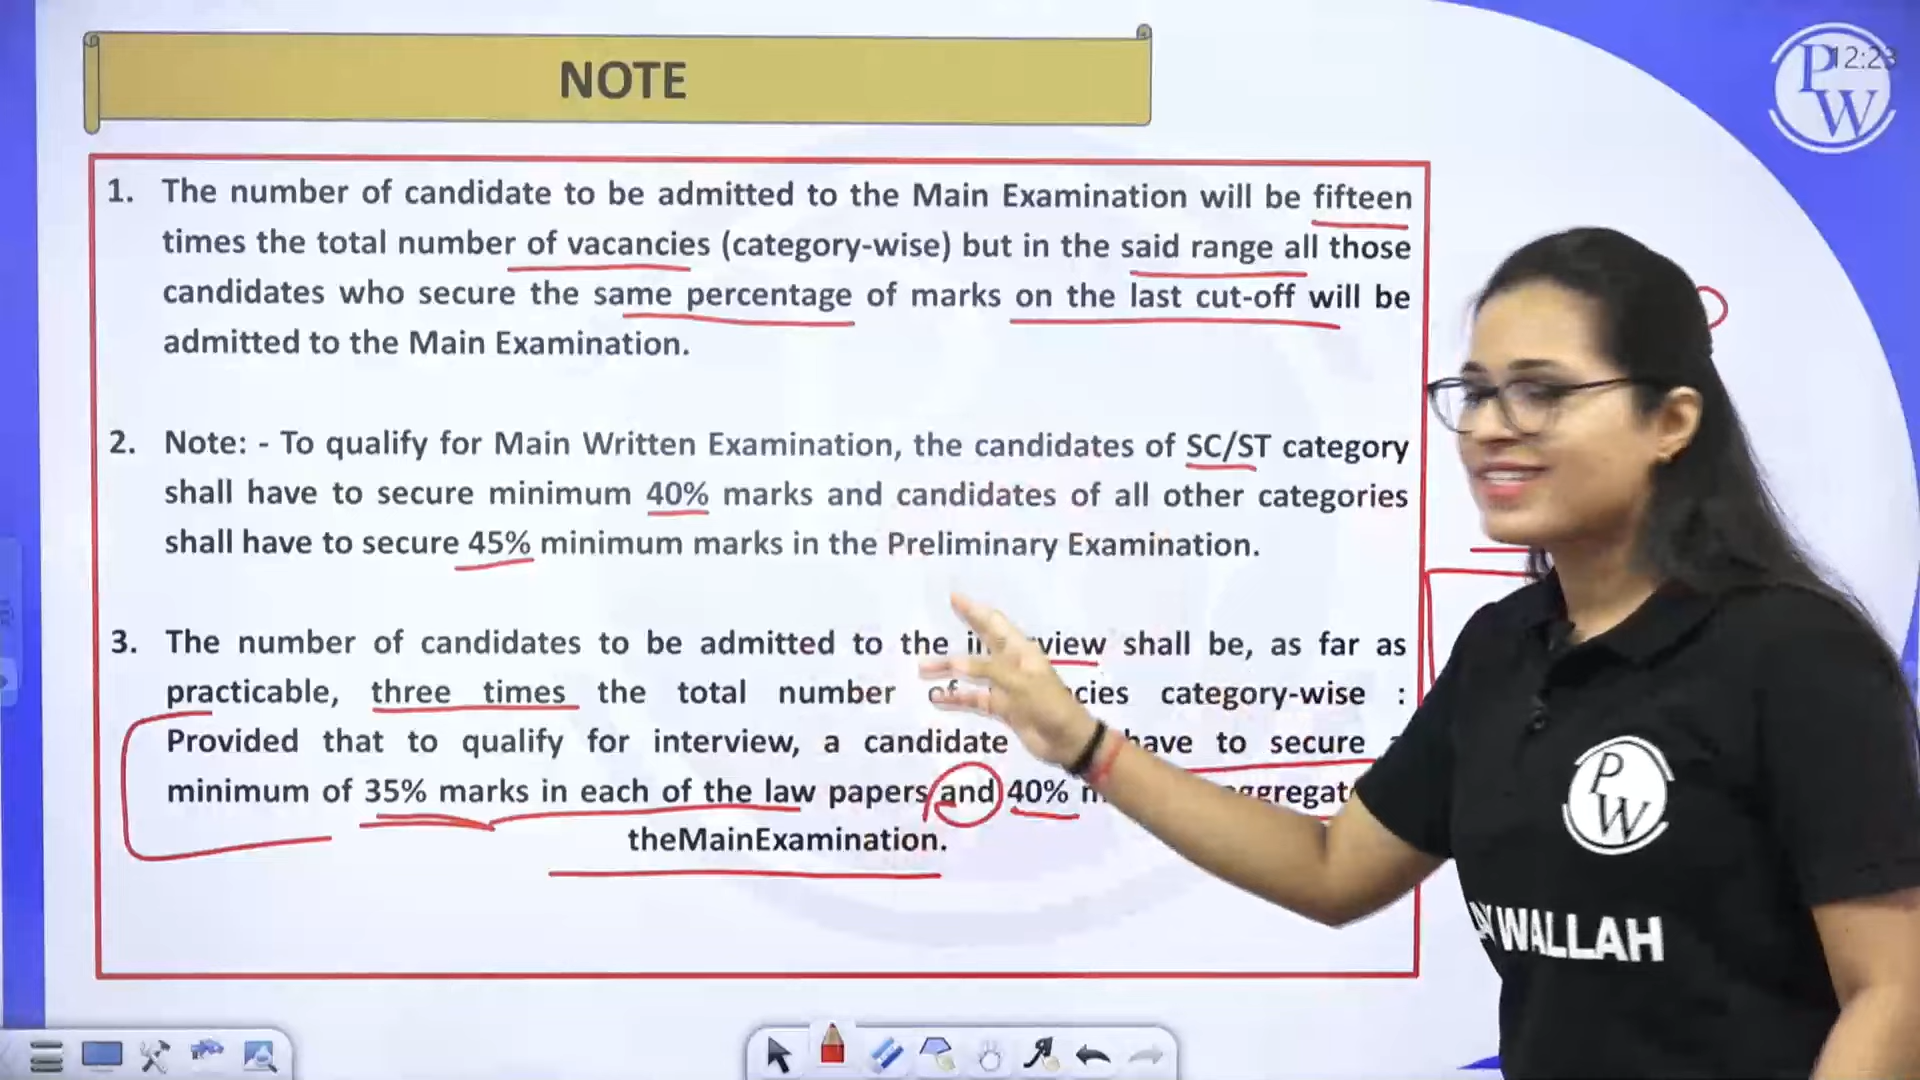 NOTE
12:23
PW
1. The number of candidate to be admitted to the Main Examination will be fifteen
times the total number of vacancies (category-wise) but in the said range all those
candidates who secure the same percentage of marks on the last cut-off will be
admitted to the Main Examination.
2. Note: - To qualify for Main Written Examination, the candidates of SC/ST category
shall have to secure minimum 40% marks and candidates of all other categories
shall have to secure 45% minimum marks in the Preliminary Examination.
3. The number of candidates to be admitted to the view shall be, as far as
practicable, three times the total number of cies category-wise :
Provided that to qualify for interview, a candidate have to secure
minimum of 35% marks in each of the law papers and 40%
theMainExamination.
PW
WALLAH